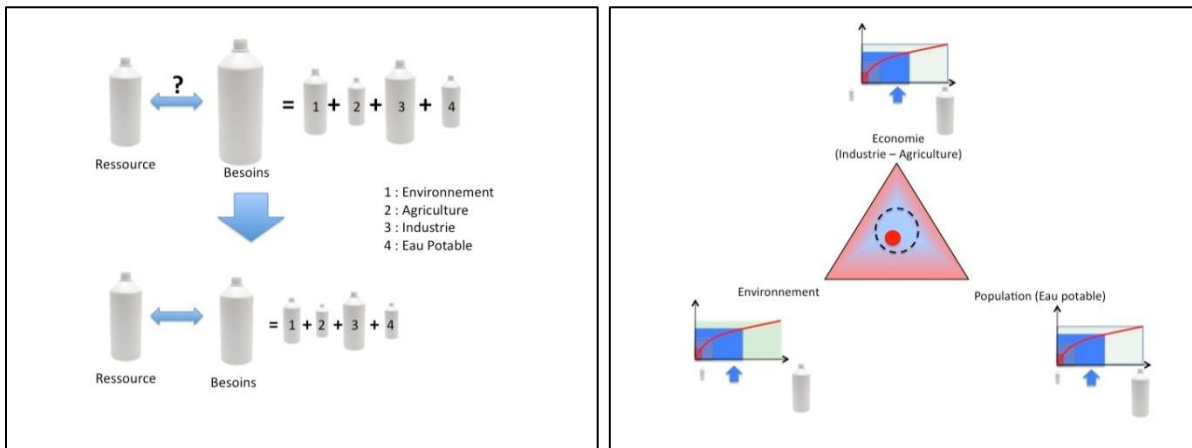 ?
= 1 + 2 + 3 + 4
Ressource
Besoins
1 : Environnement
2 : Agriculture
3 : Industrie
4 : Eau Potable
= 1 + 2 + 3 + 4
Ressource
Besoins
Economie
(Industrie – Agriculture)
Environnement
Population (Eau potable)